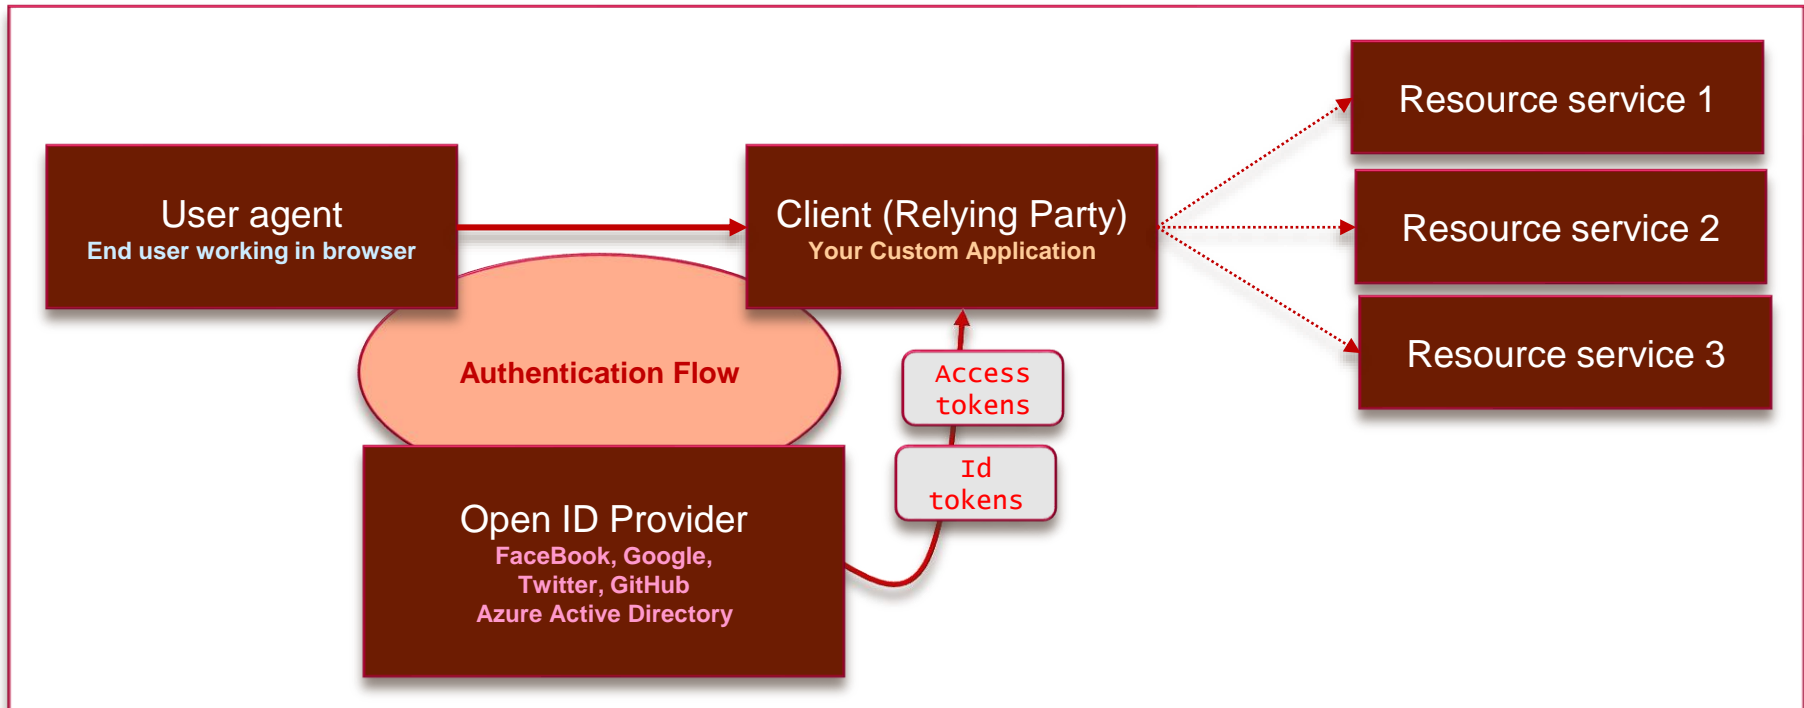 User agent
End user working in browser
Client (Relying Party)
Your Custom Application
Resource service 1
Resource service 2
Resource service 3
Authentication Flow
Access
tokens
Id
tokens
Open ID Provider
FaceBook, Google,
Twitter, GitHub
Azure Active Directory